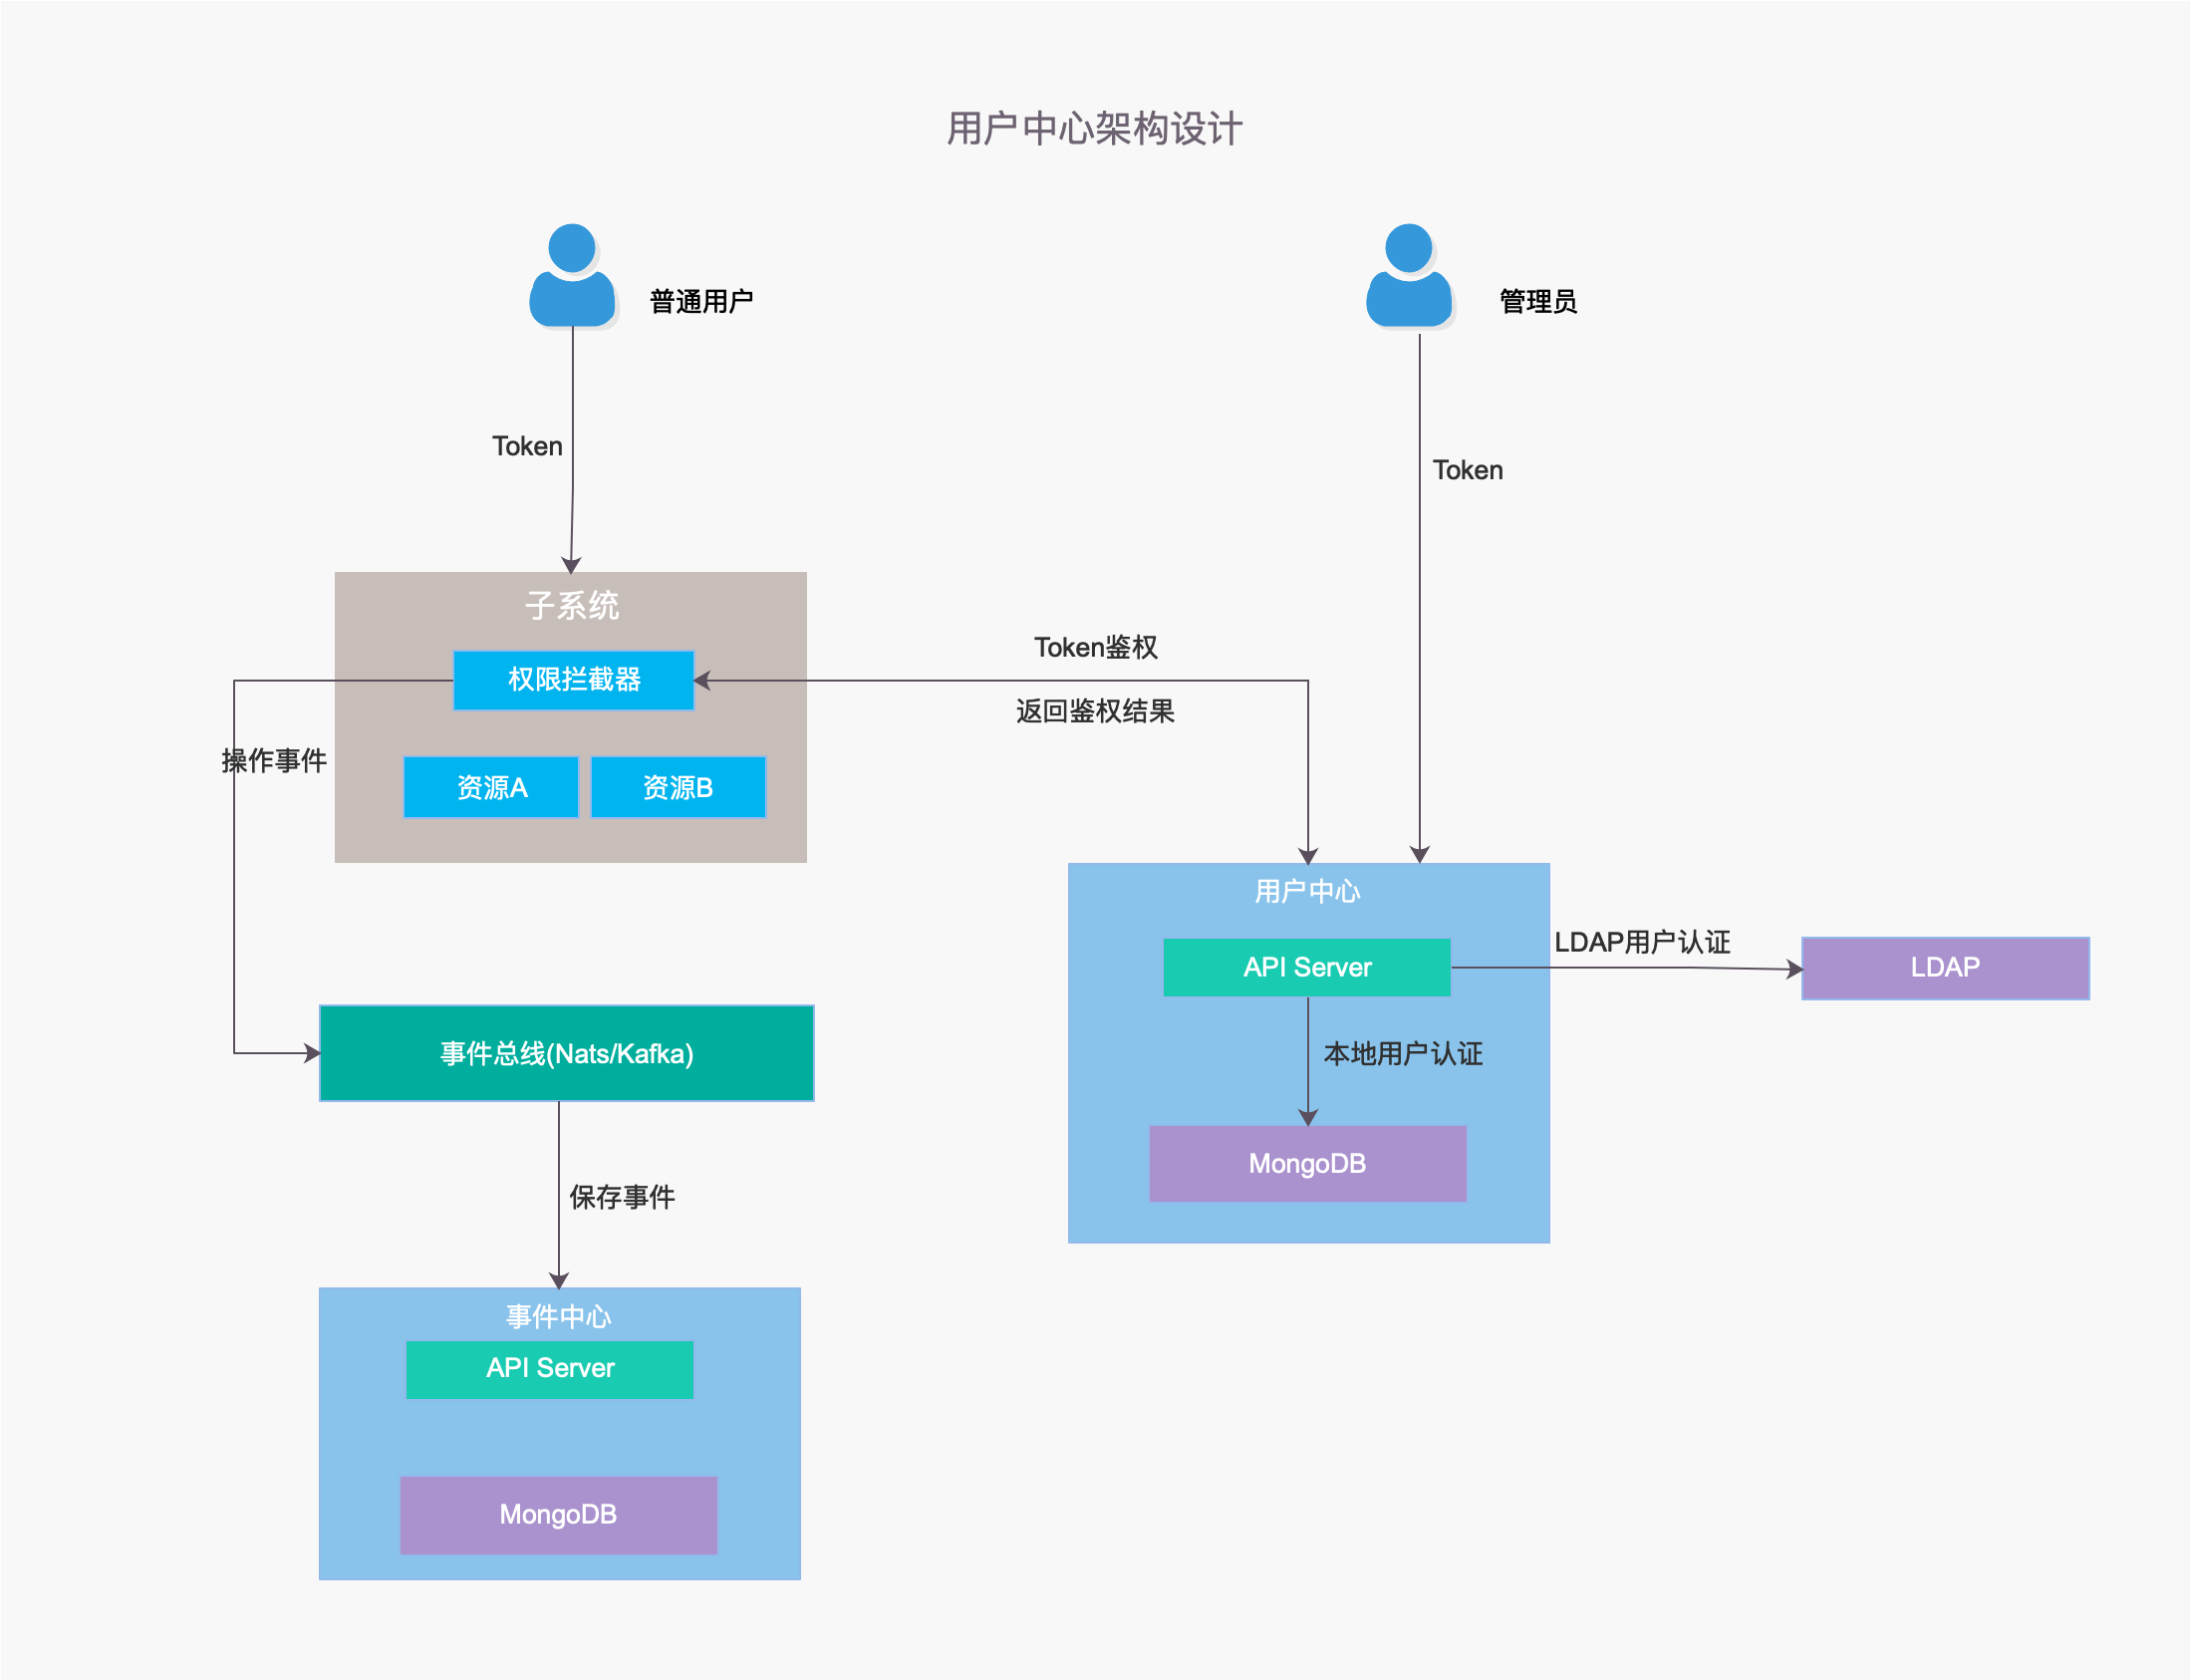 用户中心架构设计
普通用户
管理员
Token
Token
子系统
权限拦截器
资源A
资源B
Token鉴权
返回鉴权结果
操作事件
用户中心
API Server
LDAP用户认证
LDAP
本地用户认证
MongoDB
事件总线(Nats/Kafka)
保存事件
事件中心
API Server
MongoDB